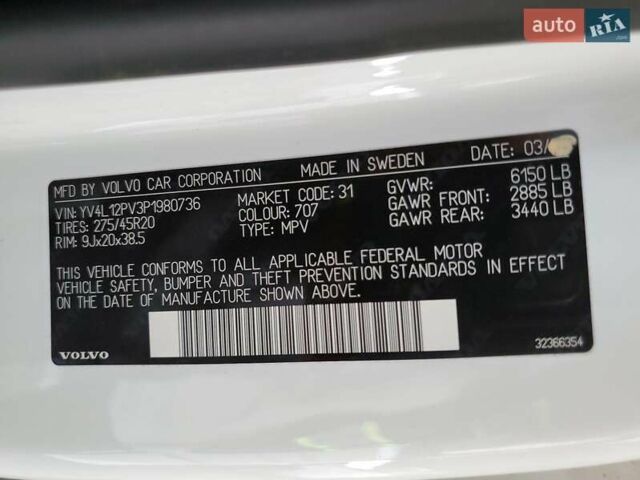 auto RIA .com
MFD BY VOLVO CAR CORPORATION MADE IN SWEDEN DATE: 03/
VIN: YV4L12PV3P1980736 MARKET CODE: 31 GVWR: 6150 LB
TIRES: 275/45R20 COLOUR: 707 GAWR FRONT: 2885 LB
RIM: 9Jx20x38.5 TYPE: MPV GAWR REAR: 3440 LB
THIS VEHICLE CONFORMS TO ALL APPLICABLE FEDERAL MOTOR
VEHICLE SAFETY, BUMPER AND THEFT PREVENTION STANDARDS IN EFFECT
ON THE DATE OF MANUFACTURE SHOWN ABOVE.
VOLVO 32366354